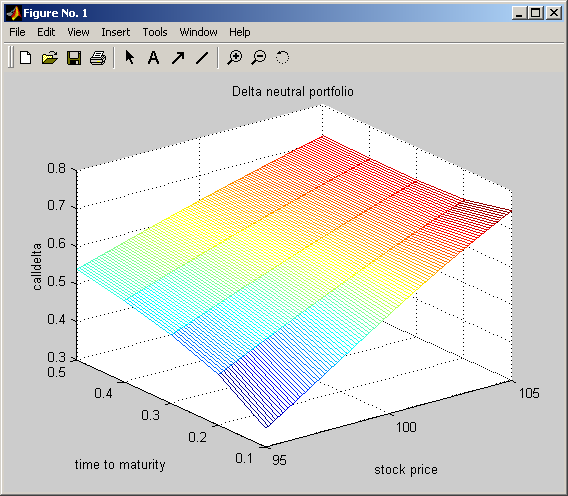 Figure No. 1
File Edit View Insert Tools Window Help
A
Delta neutral portfolio
0.8
0.7
0.6
0.5
0.4
0.3
calldelta
0.5
0.4
0.3
0.2
0.1
time to maturity
95
100
105
stock price